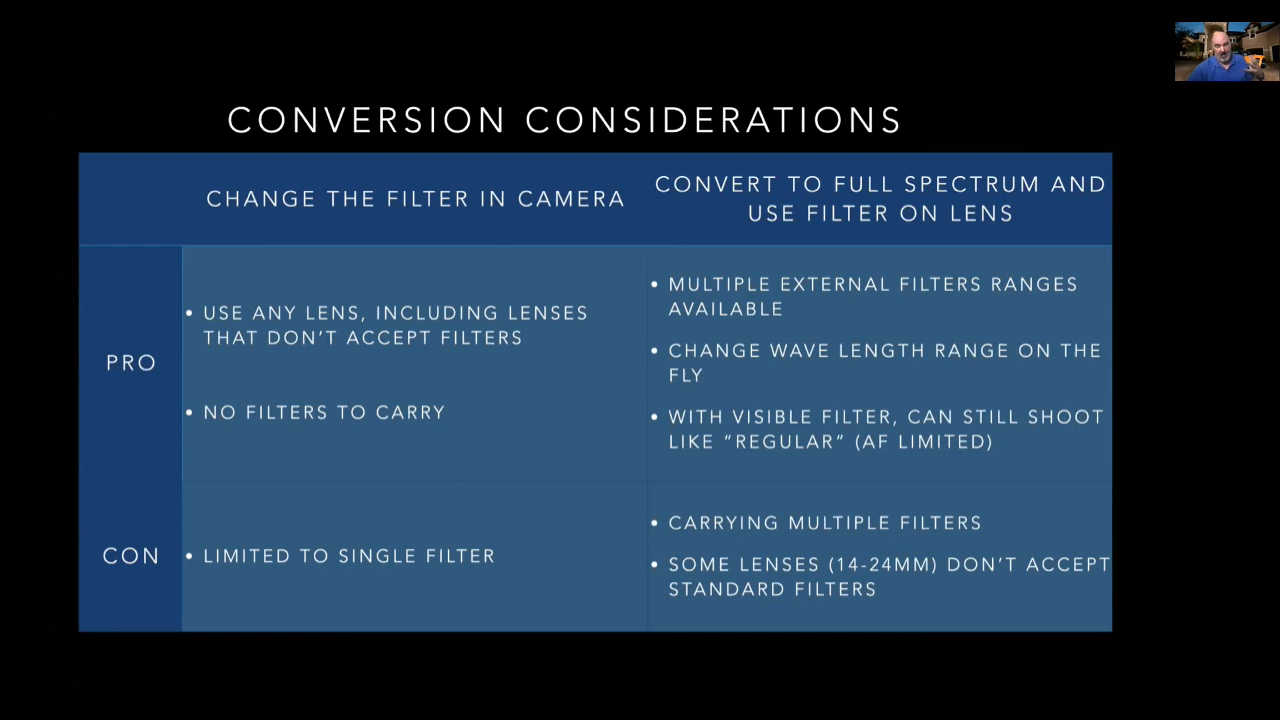 CONVERSION CONSIDERATIONS
CHANGE THE FILTER IN CAMERA
CONVERT TO FULL SPECTRUM AND
USE FILTER ON LENS
PRO
• USE ANY LENS, INCLUDING LENSES
THAT DON’T ACCEPT FILTERS
• NO FILTERS TO CARRY
• MULTIPLE EXTERNAL FILTERS RANGES
AVAILABLE
• CHANGE WAVE LENGTH RANGE ON THE
FLY
• WITH VISIBLE FILTER, CAN STILL SHOOT
LIKE “REGULAR” (AF LIMITED)
CON
• LIMITED TO SINGLE FILTER
• CARRYING MULTIPLE FILTERS
• SOME LENSES (14-24MM) DON’T ACCEPT
STANDARD FILTERS